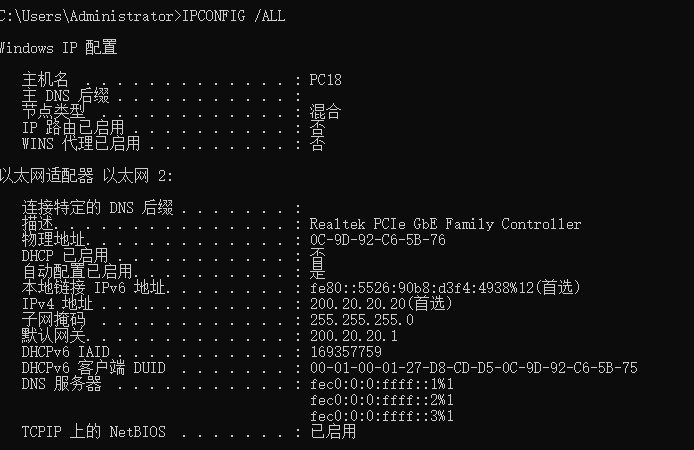 C:\Users\Administrator>IPCONFIG /ALL
Windows IP 配置
主机名 . . . . . . . . . . . . . : PC18
主 DNS 后缀 . . . . . . . . . . . :
节点类型 . . . . . . . . . . . . : 混合
IP 路由已启用 . . . . . . . . . . : 否
WINS 代理已启用 . . . . . . . . . : 否
以太网适配器 以太网 2:
连接特定的 DNS 后缀 . . . . . . . :
描述. . . . . . . . . . . . . . . : Realtek PCIe GbE Family Controller
物理地址. . . . . . . . . . . . . : 0C-9D-92-C6-5B-76
DHCP 已启用 . . . . . . . . . . . : 否
自动配置已启用. . . . . . . . . . : 是
本地链接 IPv6 地址. . . . . . . . : fe80::5526:90b8:d3f4:4938%12(首选)
IPv4 地址 . . . . . . . . . . . . : 200.20.20.20(首选)
子网掩码 . . . . . . . . . . . . : 255.255.255.0
默认网关. . . . . . . . . . . . . : 200.20.20.1
DHCPv6 IAID . . . . . . . . . . . : 169357759
DHCPv6 客户端 DUID . . . . . . . : 00-01-00-01-27-D8-CD-D5-0C-9D-92-C6-5B-75
DNS 服务器 . . . . . . . . . . . : fec0:0:0:ffff::1%1
fec0:0:0:ffff::2%1
fec0:0:0:ffff::3%1
TCPIP 上的 NetBIOS . . . . . . . : 已启用